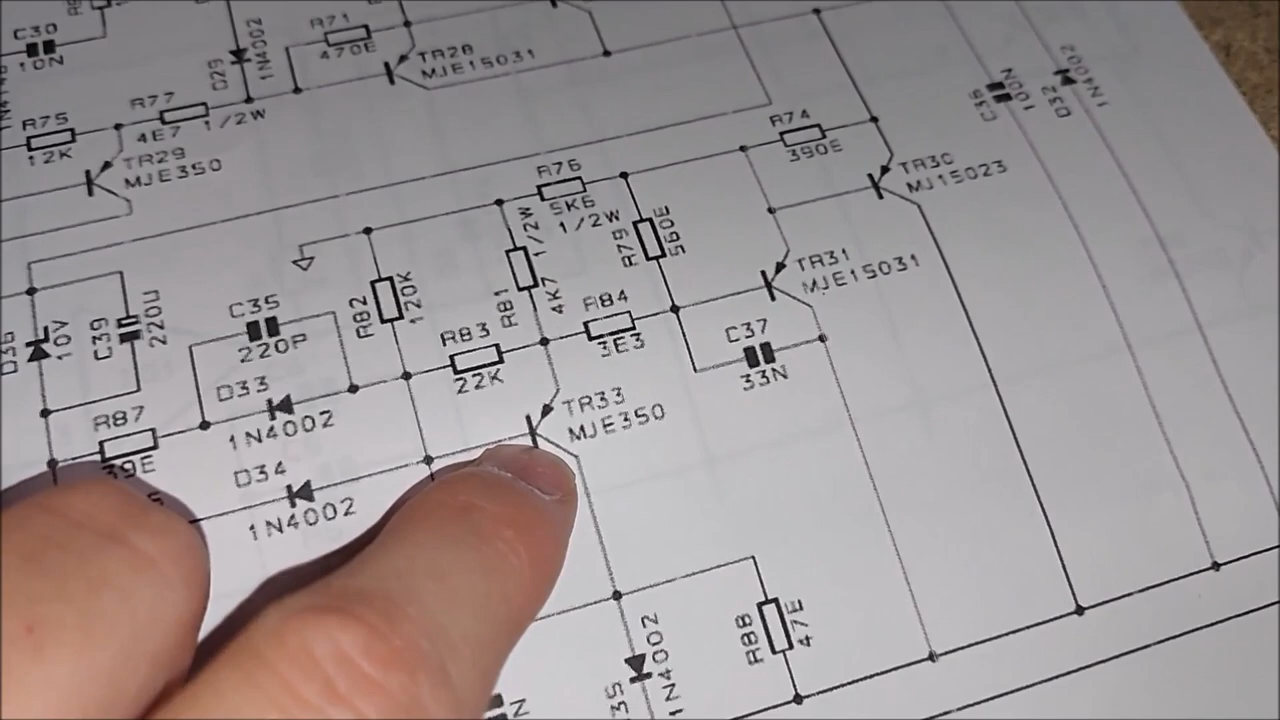 C30
10N
R71
470E
D29
1N4002
TR28
MJE15031
R75
12K
R77
4E7
1/2W
TR29
MJE350
R74
390E
C36
100N
D32
1N4002
TR30
MJ15023
R76
5K6
1/2W
R79
560E
R81
1/2W
4K7
R82
120K
C35
220P
C39
220U
10V
R83
22K
R84
3E3
TR31
MJE15031
C37
33N
D33
1N4002
R87
39E
D34
1N4002
TR33
MJE350
R88
47E
1N4002